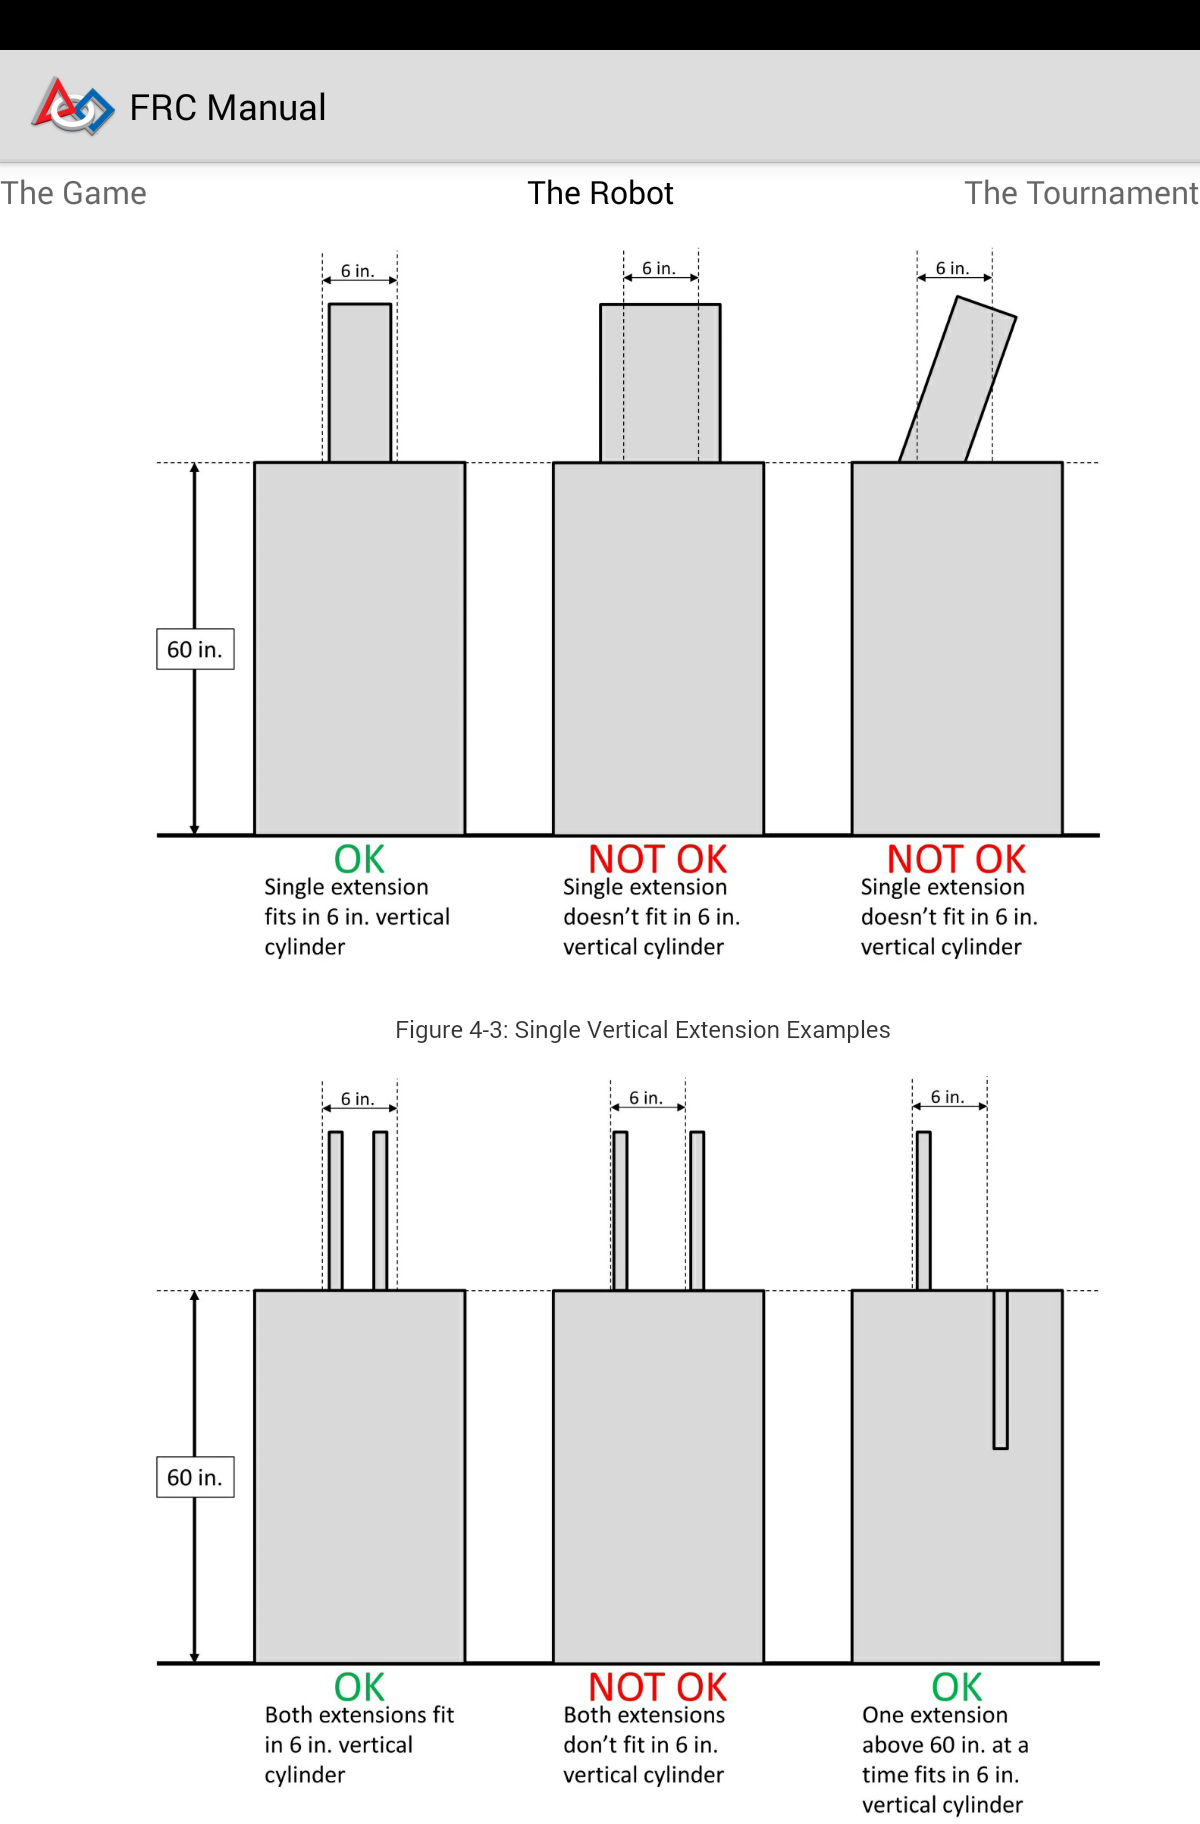 FRC Manual
The Game
The Robot
The Tournament
6 in.
6 in.
6 in.
60 in.
OK
Single extension
fits in 6 in. vertical
cylinder
NOT OK
Single extension
doesn't fit in 6 in.
vertical cylinder
NOT OK
Single extension
doesn't fit in 6 in.
vertical cylinder
Figure 4-3: Single Vertical Extension Examples
6 in.
6 in.
6 in.
60 in.
OK
Both extensions fit
in 6 in. vertical
cylinder
NOT OK
Both extensions
don't fit in 6 in.
vertical cylinder
OK
One extension
above 60 in. at a
time fits in 6 in.
vertical cylinder